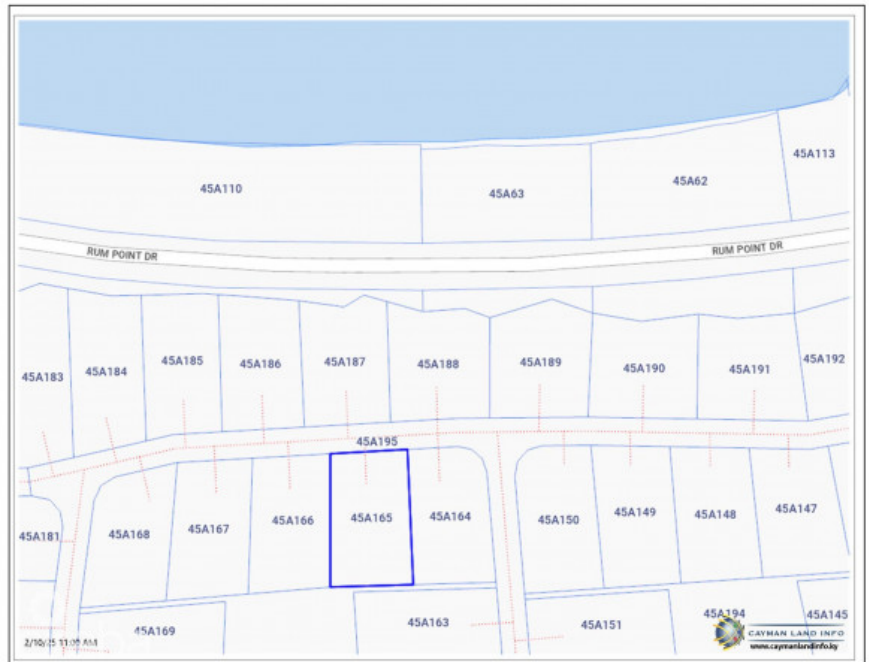 45A113
45A110
45A63
45A62
RUM POINT DR
RUM POINT DR
45A183
45A184
45A185
45A186
45A187
45A188
45A189
45A190
45A191
45A192
45A195
45A181
45A168
45A167
45A166
45A165
45A164
45A150
45A149
45A148
45A147
45A169
45A163
45A151
45A194
45A145
2/10/25 11:00 AM
CAYMAN LAND INFO
www.caymanlandinfo.ky